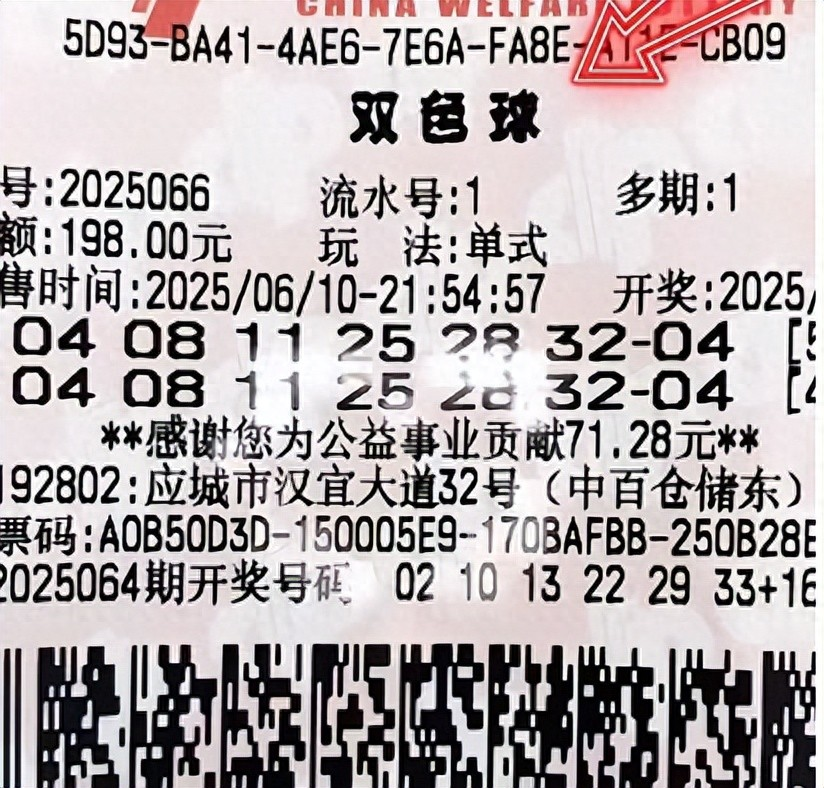 CHINA WELFARE LOTTERY
5D93-BA41-4AE6-7E6A-FA8E-A11E-CB09
双色球
号:2025066 流水号:1 多期:1
额:198.00元 玩 法:单式
售时间:2025/06/10-21:54:57 开奖:2025/
04 08 11 25 28 32-04 [5
04 08 11 25 28 32-04 [4
**感谢您为公益事业贡献71.28元**
192802:应城市汉宜大道32号（中百仓储东）
票码:A0B50D3D-150005E9-170BAFBB-250B28E
2025064期开奖号码 02 10 13 22 29 33+16